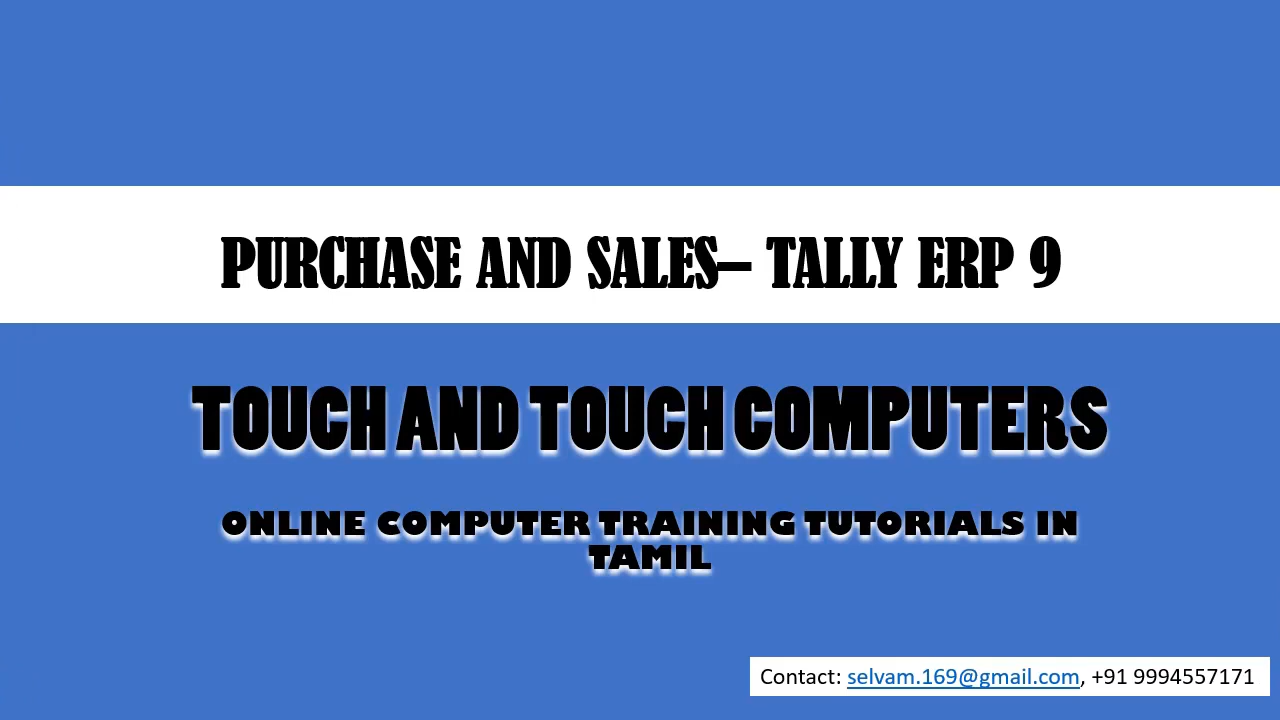 PURCHASE AND SALES– TALLY ERP 9
TOUCH AND TOUCH COMPUTERS
ONLINE COMPUTER TRAINING TUTORIALS IN
TAMIL
Contact: selvam.169@gmail.com, +91 9994557171